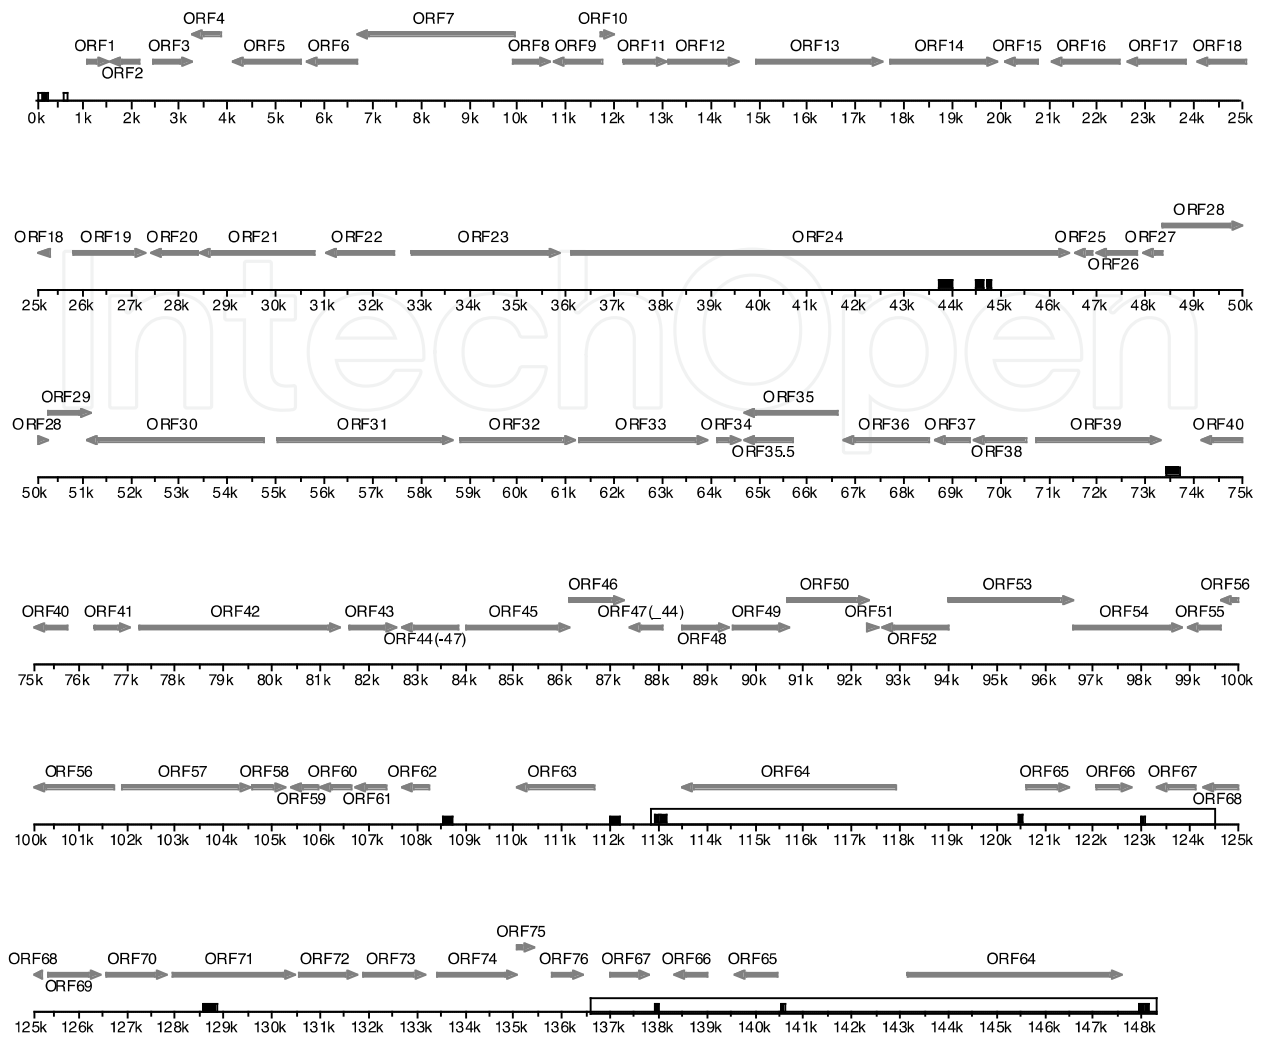 ORF4 ORF7 ORF10
ORF1 ORF3 ORF5 ORF6 ORF8 ORF9 ORF11 ORF12 ORF13 ORF14 ORF15 ORF16 ORF17 ORF18
ORF2
0k 1k 2k 3k 4k 5k 6k 7k 8k 9k 10k 11k 12k 13k 14k 15k 16k 17k 18k 19k 20k 21k 22k 23k 24k 25k
ORF28
ORF18 ORF19 ORF20 ORF21 ORF22 ORF23 ORF24 ORF25 ORF27
ORF26
25k 26k 27k 28k 29k 30k 31k 32k 33k 34k 35k 36k 37k 38k 39k 40k 41k 42k 43k 44k 45k 46k 47k 48k 49k 50k
IntechOpen
ORF29 ORF35
ORF28 ORF30 ORF31 ORF32 ORF33 ORF34 ORF36 ORF37 ORF39 ORF40
ORF35.5 ORF38
50k 51k 52k 53k 54k 55k 56k 57k 58k 59k 60k 61k 62k 63k 64k 65k 66k 67k 68k 69k 70k 71k 72k 73k 74k 75k
ORF46 ORF50 ORF53 ORF56
ORF40 ORF41 ORF42 ORF43 ORF45 ORF47(_44) ORF49 ORF51 ORF54 ORF55
ORF44(-47) ORF48 ORF52
75k 76k 77k 78k 79k 80k 81k 82k 83k 84k 85k 86k 87k 88k 89k 90k 91k 92k 93k 94k 95k 96k 97k 98k 99k 100k
ORF56 ORF57 ORF58 ORF60 ORF62 ORF63 ORF64 ORF65 ORF66 ORF67
ORF59 ORF61 ORF68
100k 101k 102k 103k 104k 105k 106k 107k 108k 109k 110k 111k 112k 113k 114k 115k 116k 117k 118k 119k 120k 121k 122k 123k 124k 125k
ORF75
ORF68 ORF70 ORF71 ORF72 ORF73 ORF74 ORF76 ORF67 ORF66 ORF65 ORF64
ORF69
125k 126k 127k 128k 129k 130k 131k 132k 133k 134k 135k 136k 137k 138k 139k 140k 141k 142k 143k 144k 145k 146k 147k 148k